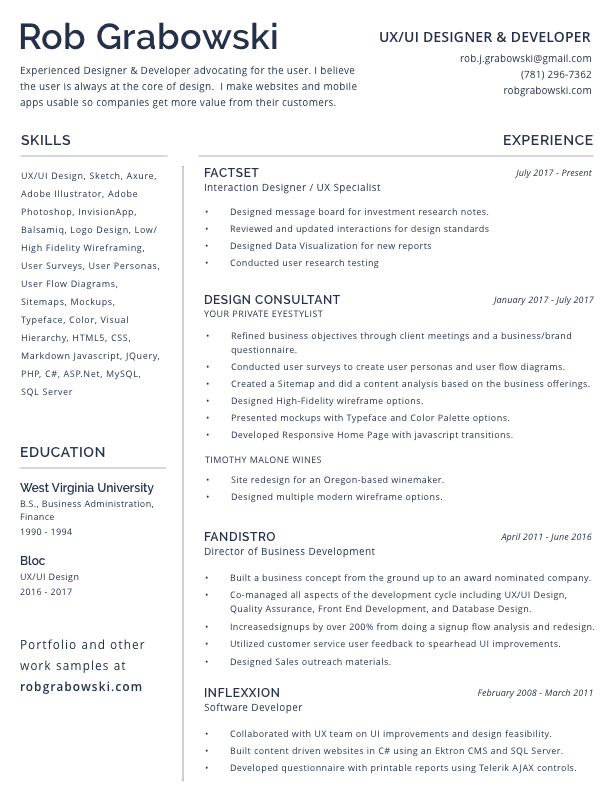 Rob Grabowski
Experienced Designer & Developer advocating for the user. I believe
the user is always at the core of design.  I make websites and mobile
apps usable so companies get more value from their customers.
UX/UI DESIGNER & DEVELOPER
rob.j.grabowski@gmail.com
(781) 296-7362
robgrabowski.com
SKILLS
UX/UI Design, Sketch, Axure,
Adobe Illustrator, Adobe
Photoshop, InvisionApp,
Balsamiq, Logo Design, Low/
High Fidelity Wireframing,
User Surveys, User Personas,
User Flow Diagrams,
Sitemaps, Mockups,
Typeface, Color, Visual
Hierarchy, HTML5, CSS,
Markdown Javascript, JQuery,
PHP, C#, ASP.Net, MySQL,
SQL Server
EDUCATION
West Virginia University
B.S., Business Administration,
Finance
1990 - 1994
Bloc
UX/UI Design
2016 - 2017
Portfolio and other
work samples at
robgrabowski.com
EXPERIENCE
FACTSET July 2017 - Present
Interaction Designer / UX Specialist
• Designed message board for investment research notes.
• Reviewed and updated interactions for design standards
• Designed Data Visualization for new reports
• Conducted user research testing
DESIGN CONSULTANT January 2017 - July 2017
YOUR PRIVATE EYESTYLIST
• Refined business objectives through client meetings and a business/brand
questionnaire.
• Conducted user surveys to create user personas and user flow diagrams.
• Created a Sitemap and did a content analysis based on the business offerings.
• Designed High-Fidelity wireframe options.
• Presented mockups with Typeface and Color Palette options.
• Developed Responsive Home Page with javascript transitions.
TIMOTHY MALONE WINES
• Site redesign for an Oregon-based winemaker.
• Designed multiple modern wireframe options.
FANDISTRO April 2011 - June 2016
Director of Business Development
• Built a business concept from the ground up to an award nominated company.
• Co-managed all aspects of the development cycle including UX/UI Design,
Quality Assurance, Front End Development, and Database Design.
• Increasedsignups by over 200% from doing a signup flow analysis and redesign.
• Utilized customer service user feedback to spearhead UI improvements.
• Designed Sales outreach materials.
INFLEXXION February 2008 - March 2011
Software Developer
• Collaborated with UX team on UI improvements and design feasibility.
• Built content driven websites in C# using an Ektron CMS and SQL Server.
• Developed questionnaire with printable reports using Telerik AJAX controls.